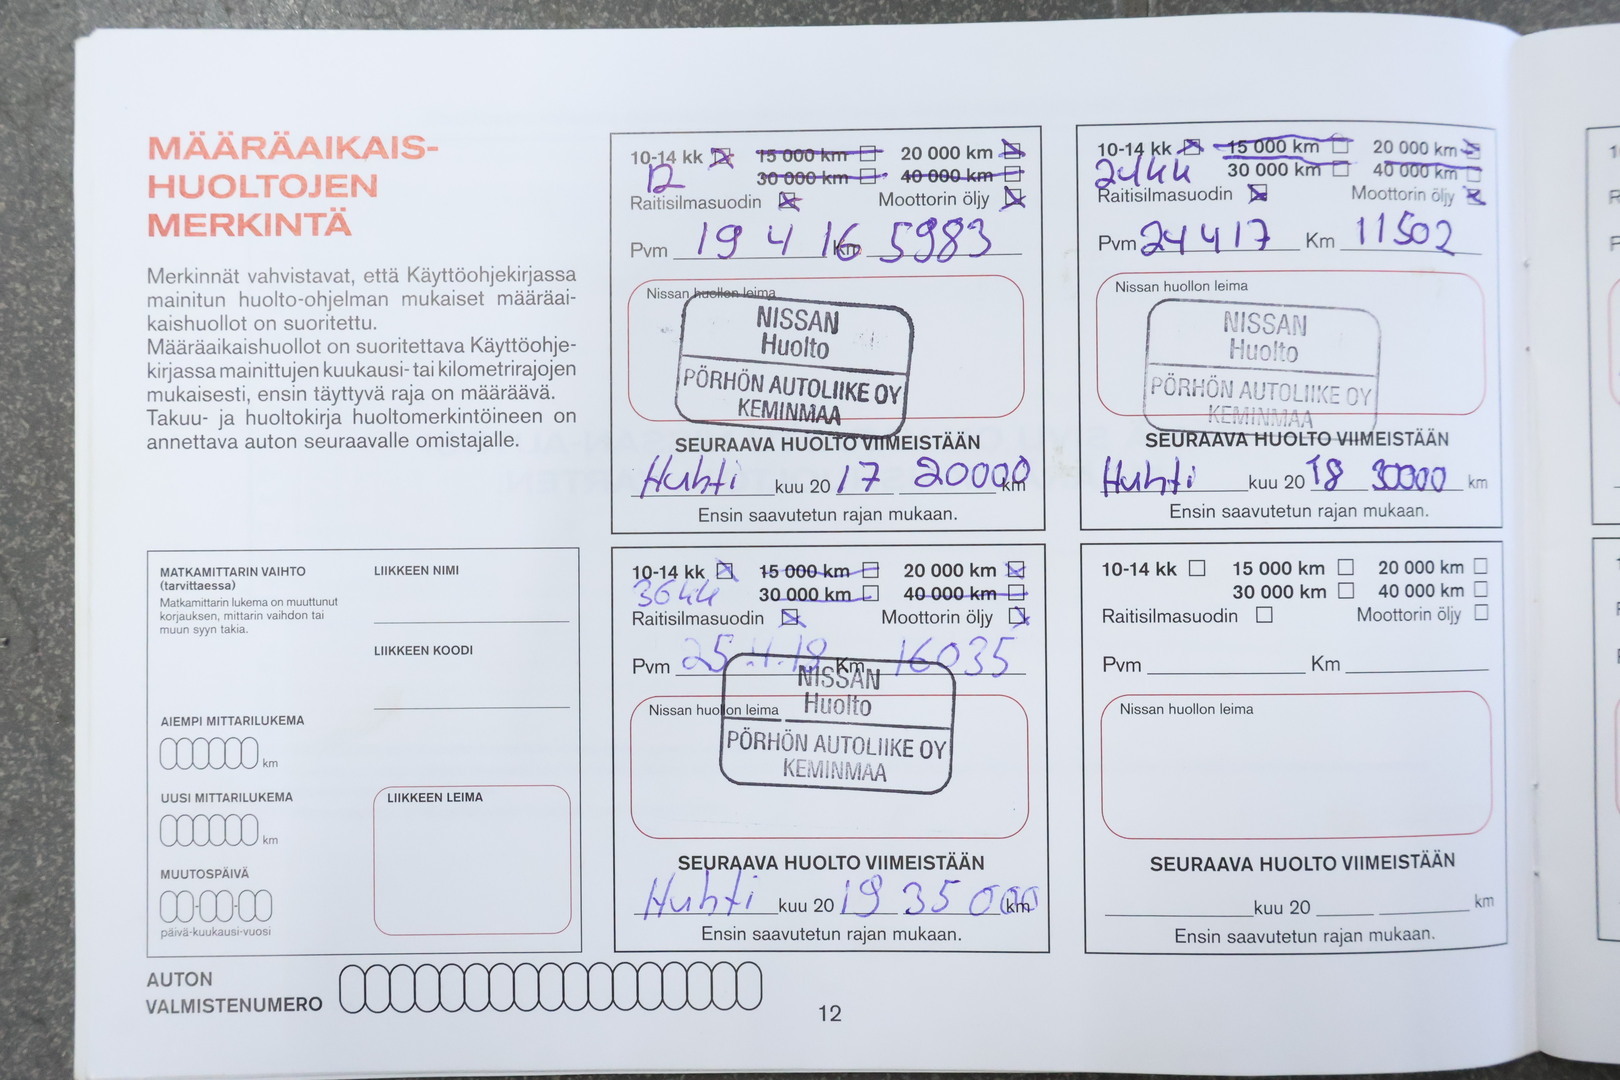 MÄÄRÄAIKAIS-
HUOLTOJEN
MERKINTÄ
Merkinnät vahvistavat, että Käyttöohjekirjassa
mainitun huolto-ohjelman mukaiset määräai-
kaishuollot on suoritettu.
Määräaikaishuollot on suoritettava Käyttöohje-
kirjassa mainittujen kuukausi- tai kilometrirajojen
mukaisesti, ensin täyttyvä raja on määräävä.
Takuu- ja huoltokirja huoltomerkintöineen on
annettava auton seuraavalle omistajalle.
10-14 kk 15 000 km 20 000 km
12 30 000 km 40 000 km
Raitisilmasuodin Moottorin öljy
Pvm 19 4 16 Km 5983
Nissan huollon leima
NISSAN
Huolto
PÖRHÖN AUTOLIIKE OY
KEMINMAA
SEURAAVA HUOLTO VIIMEISTÄÄN
Huhti kuu 20 17 20000 km
Ensin saavutetun rajan mukaan.
10-14 kk 15 000 km 20 000 km
24kk 30 000 km 40 000 km
Raitisilmasuodin Moottorin öljy
Pvm 24 4 17 Km 11502
Nissan huollon leima
NISSAN
Huolto
PÖRHÖN AUTOLIIKE OY
KEMINMAA
SEURAAVA HUOLTO VIIMEISTÄÄN
Huhti kuu 20 18 30000 km
Ensin saavutetun rajan mukaan.
MATKAMITTARIN VAIHTO
(tarvittaessa)
Matkamittarin lukema on muuttunut
korjauksen, mittarin vaihdon tai
muun syyn takia.
LIIKKEEN NIMI
LIIKKEEN KOODI
AIEMPI MITTARILUKEMA
km
UUSI MITTARILUKEMA
km
MUUTOSPÄIVÄ
päivä-kuukausi-vuosi
LIIKKEEN LEIMA
10-14 kk 15 000 km 20 000 km
36kk 30 000 km 40 000 km
Raitisilmasuodin Moottorin öljy
Pvm 25.4.18 Km 16035
Nissan huollon leima
NISSAN
Huolto
PÖRHÖN AUTOLIIKE OY
KEMINMAA
SEURAAVA HUOLTO VIIMEISTÄÄN
Huhti kuu 20 19 35 000 km
Ensin saavutetun rajan mukaan.
10-14 kk 15 000 km 20 000 km
30 000 km 40 000 km
Raitisilmasuodin Moottorin öljy
Pvm Km
Nissan huollon leima
SEURAAVA HUOLTO VIIMEISTÄÄN
kuu 20 km
Ensin saavutetun rajan mukaan.
AUTON
VALMISTENUMERO
12